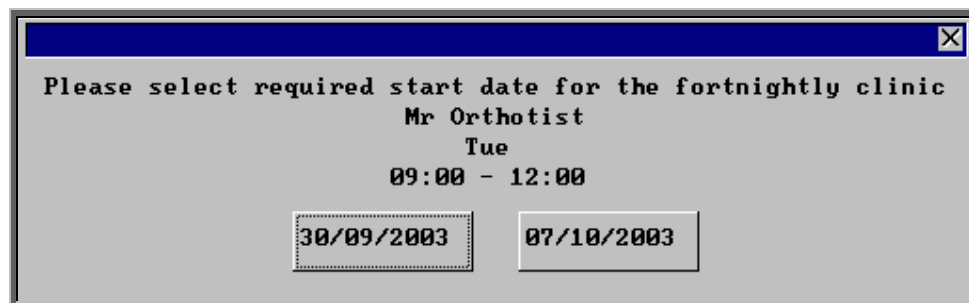 Please select required start date for the fortnightly clinic
Mr Orthotist
Tue
09:00 - 12:00
30/09/2003 07/10/2003